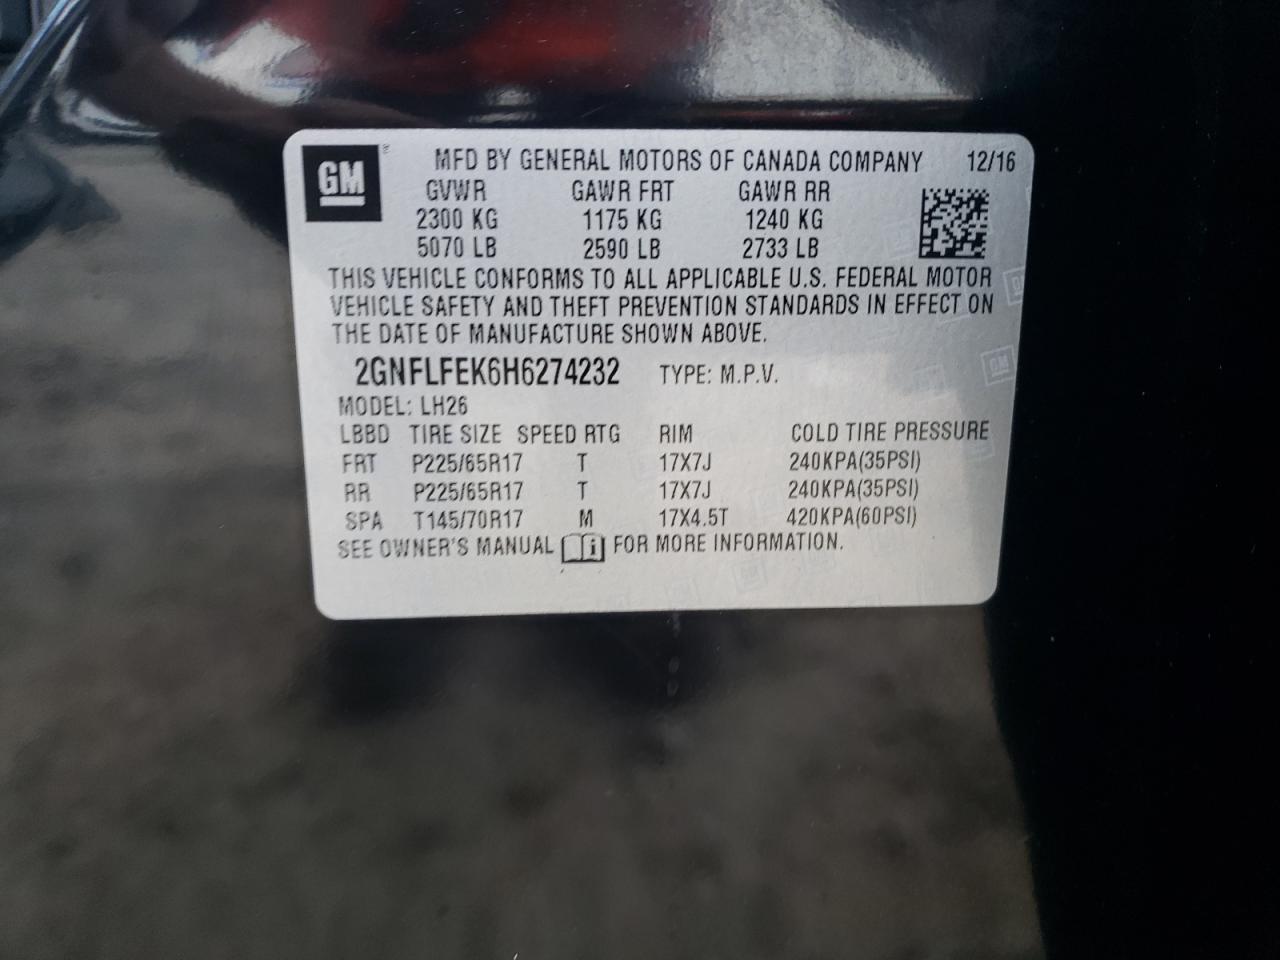 GM MFD BY GENERAL MOTORS OF CANADA COMPANY 12/16
GVWR GAWR FRT GAWR RR
2300 KG 1175 KG 1240 KG
5070 LB 2590 LB 2733 LB
THIS VEHICLE CONFORMS TO ALL APPLICABLE U.S. FEDERAL MOTOR
VEHICLE SAFETY AND THEFT PREVENTION STANDARDS IN EFFECT ON
THE DATE OF MANUFACTURE SHOWN ABOVE.
2GNFLFEK6H6274232 TYPE: M.P.V.
MODEL: LH26
LBBD TIRE SIZE SPEED RTG RIM COLD TIRE PRESSURE
FRT P225/65R17 T 17X7J 240KPA(35PSI)
RR P225/65R17 T 17X7J 240KPA(35PSI)
SPA T145/70R17 M 17X4.5T 420KPA(60PSI)
SEE OWNER'S MANUAL i FOR MORE INFORMATION.